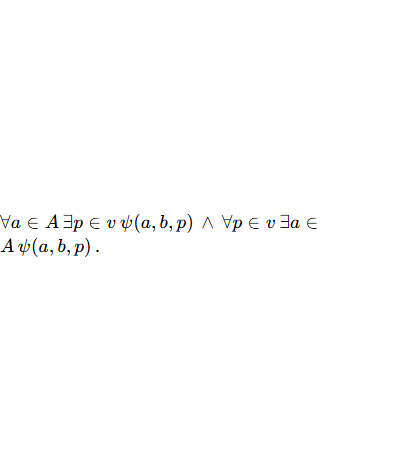 ∀a ∈ A ∃p ∈ v ψ(a, b, p) ∧ ∀p ∈ v ∃a ∈
A ψ(a, b, p) .